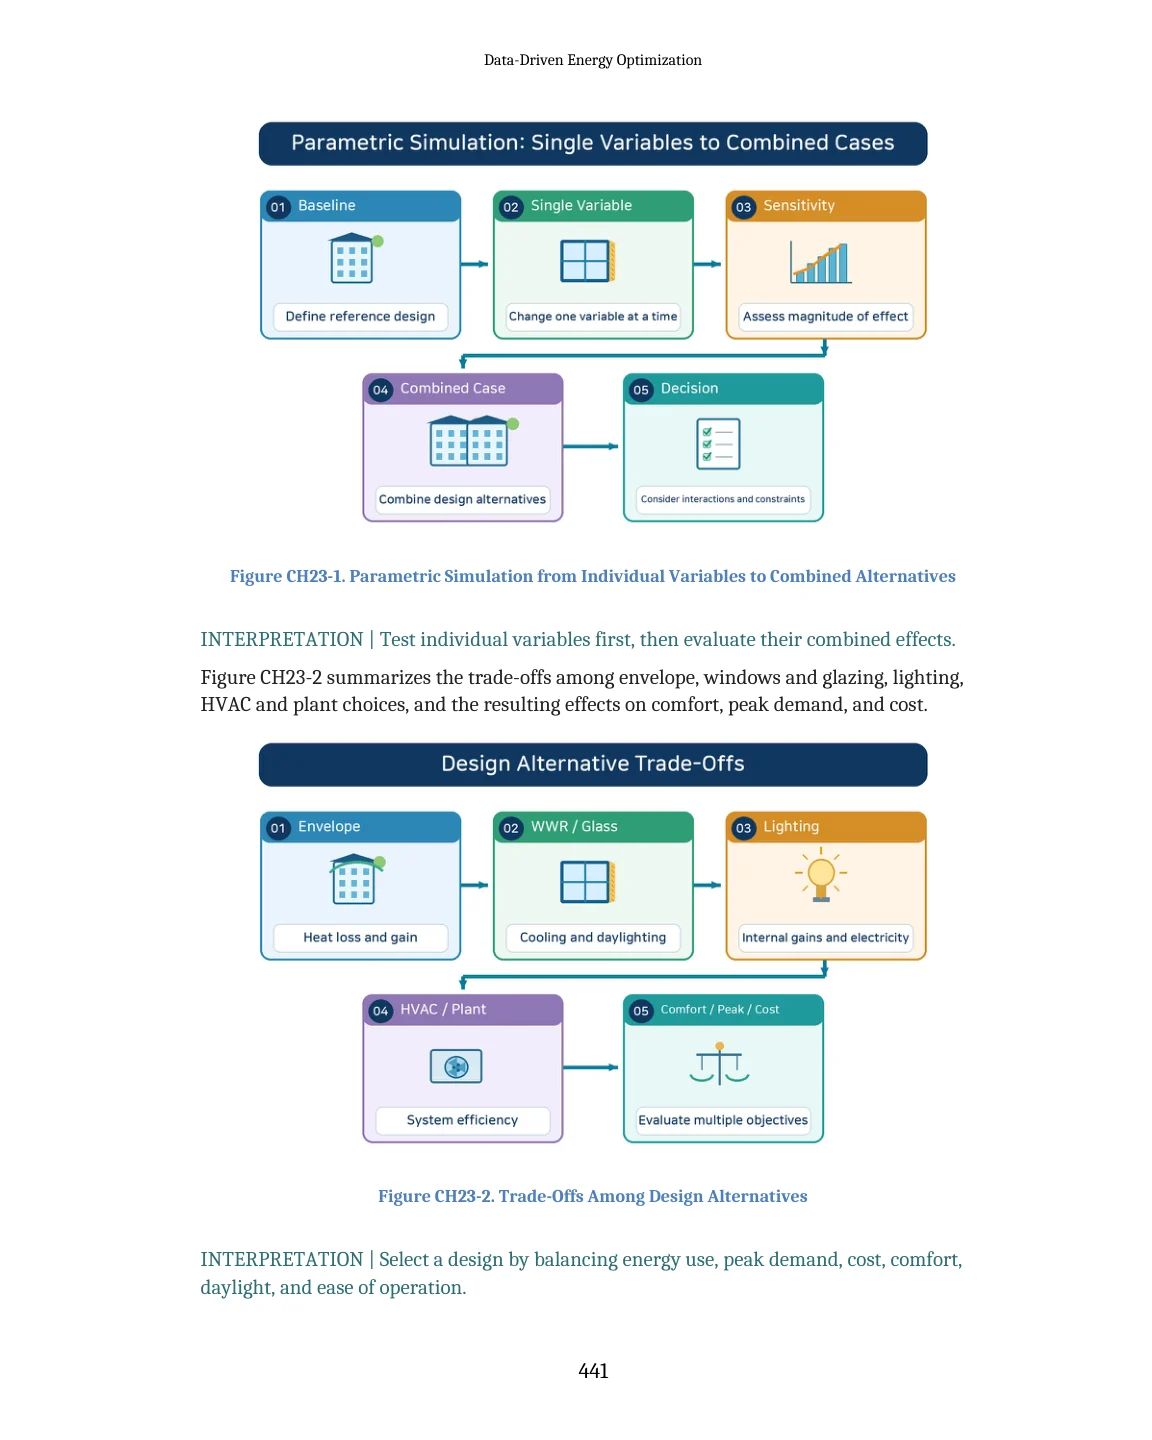 Data-Driven Energy Optimization
Parametric Simulation: Single Variables to Combined Cases
01 Baseline
Define reference design
02 Single Variable
Change one variable at a time
03 Sensitivity
Assess magnitude of effect
04 Combined Case
Combine design alternatives
05 Decision
Consider interactions and constraints
Figure CH23-1. Parametric Simulation from Individual Variables to Combined Alternatives
INTERPRETATION | Test individual variables first, then evaluate their combined effects.
Figure CH23-2 summarizes the trade-offs among envelope, windows and glazing, lighting,
HVAC and plant choices, and the resulting effects on comfort, peak demand, and cost.
Design Alternative Trade-Offs
01 Envelope
Heat loss and gain
02 WWR / Glass
Cooling and daylighting
03 Lighting
Internal gains and electricity
04 HVAC / Plant
System efficiency
05 Comfort / Peak / Cost
Evaluate multiple objectives
Figure CH23-2. Trade-Offs Among Design Alternatives
INTERPRETATION | Select a design by balancing energy use, peak demand, cost, comfort,
daylight, and ease of operation.
441